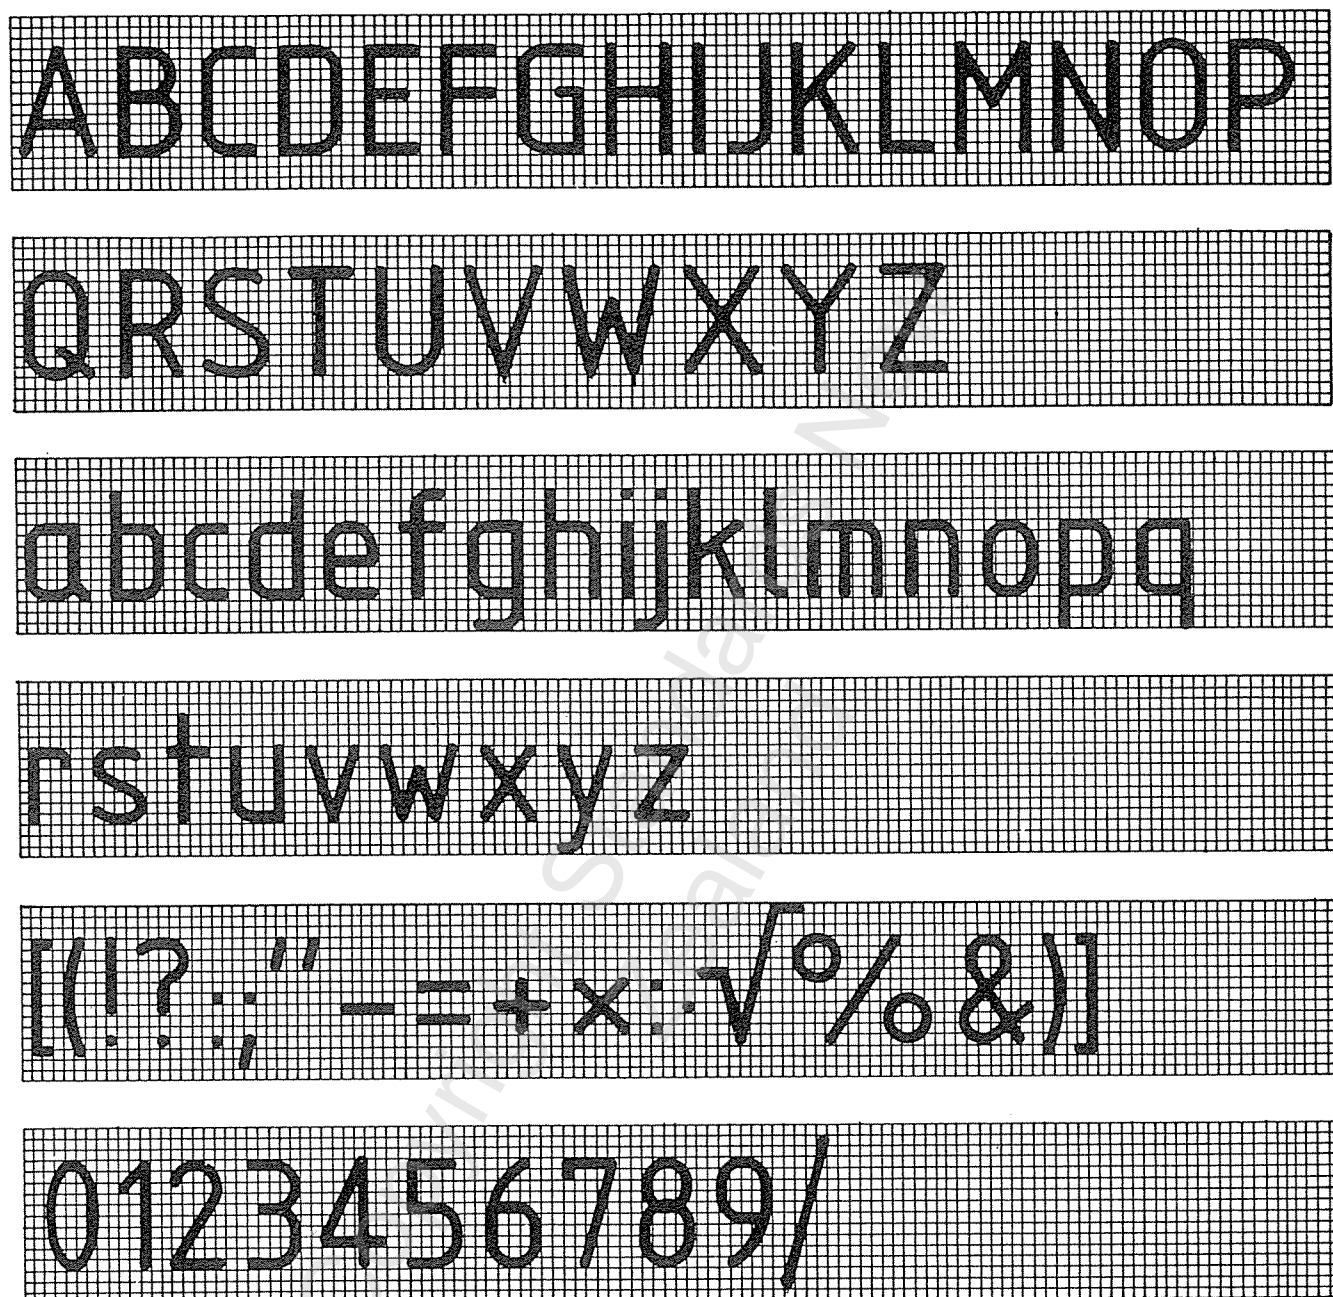 ABCDEFGHIJKLMNOP
QRSTUVWXYZ
abcdefghijklmnopq
rstuvwxyz
[(!?:;"-=+×:·√%&)]
0123456789/